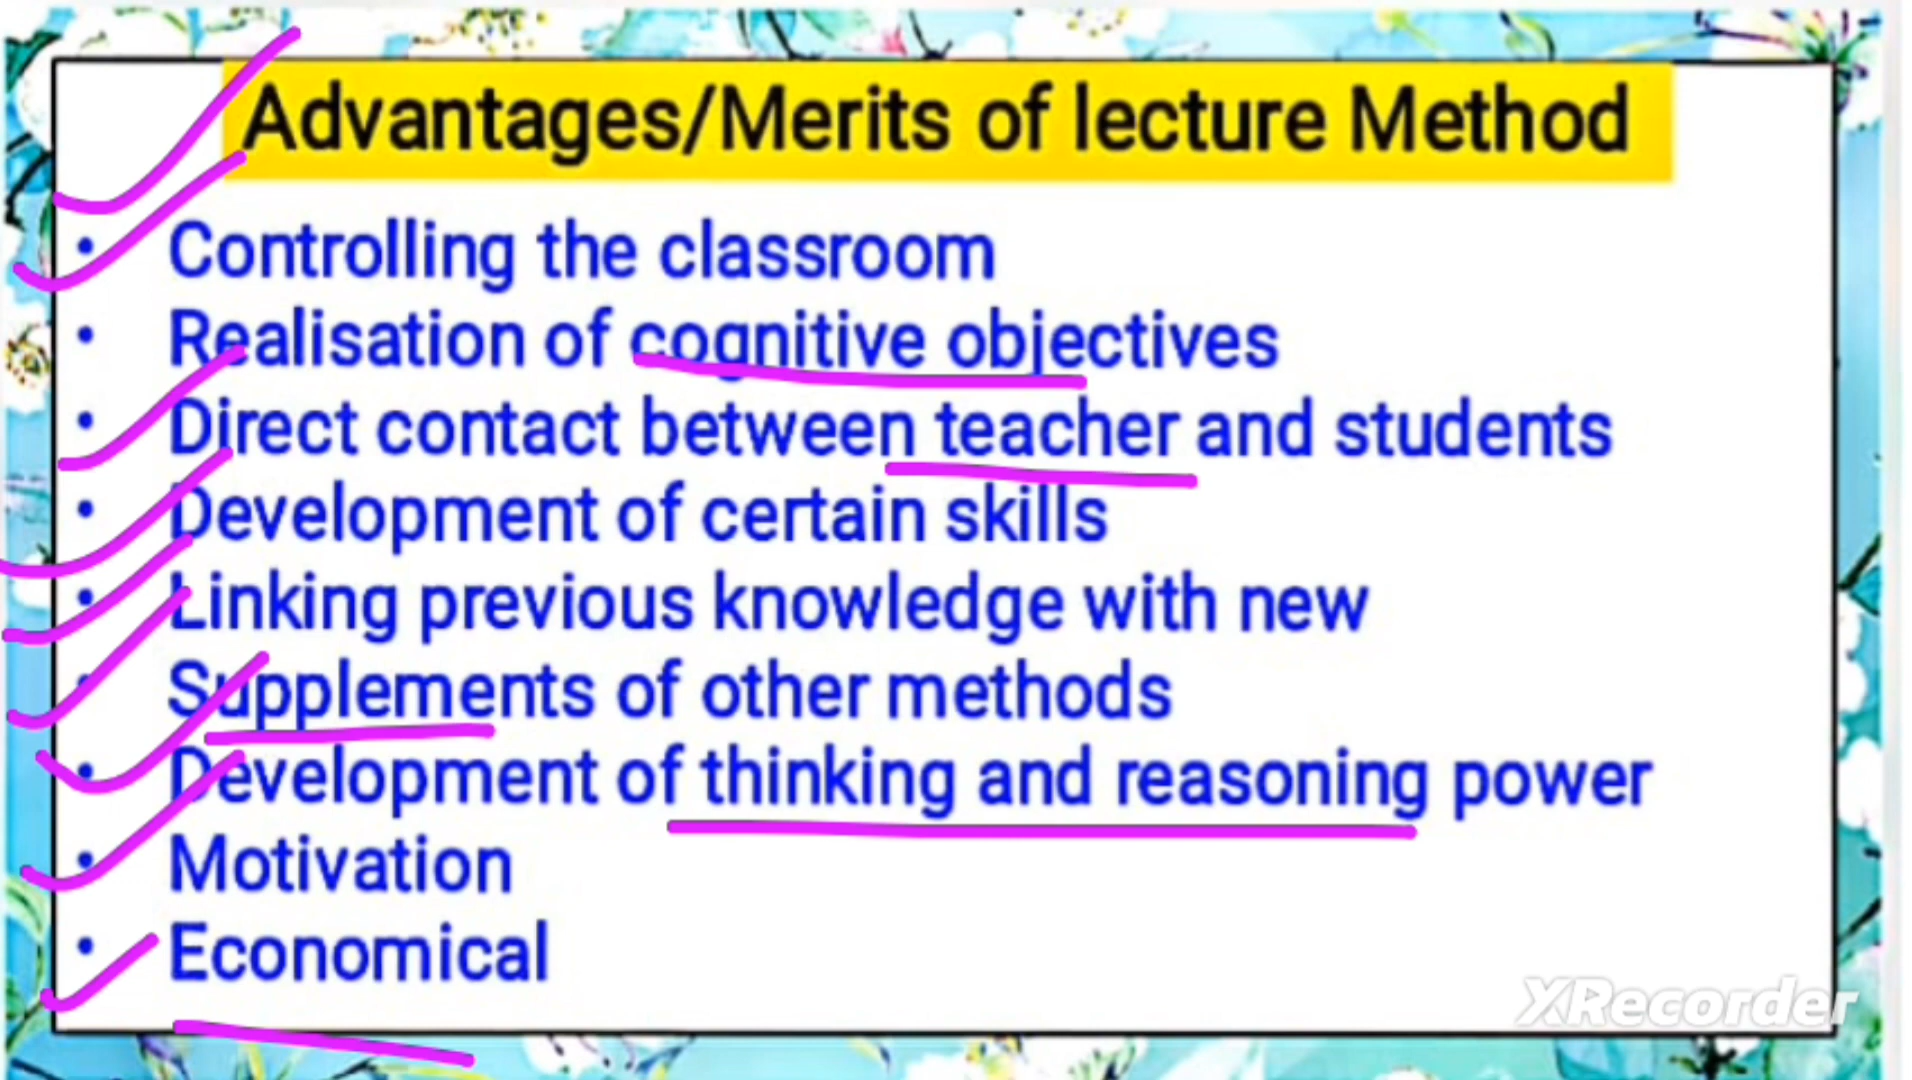 Advantages/Merits of lecture Method
• Controlling the classroom
• Realisation of cognitive objectives
• Direct contact between teacher and students
• Development of certain skills
• Linking previous knowledge with new
• Supplements of other methods
• Development of thinking and reasoning power
• Motivation
• Economical
XRecorder